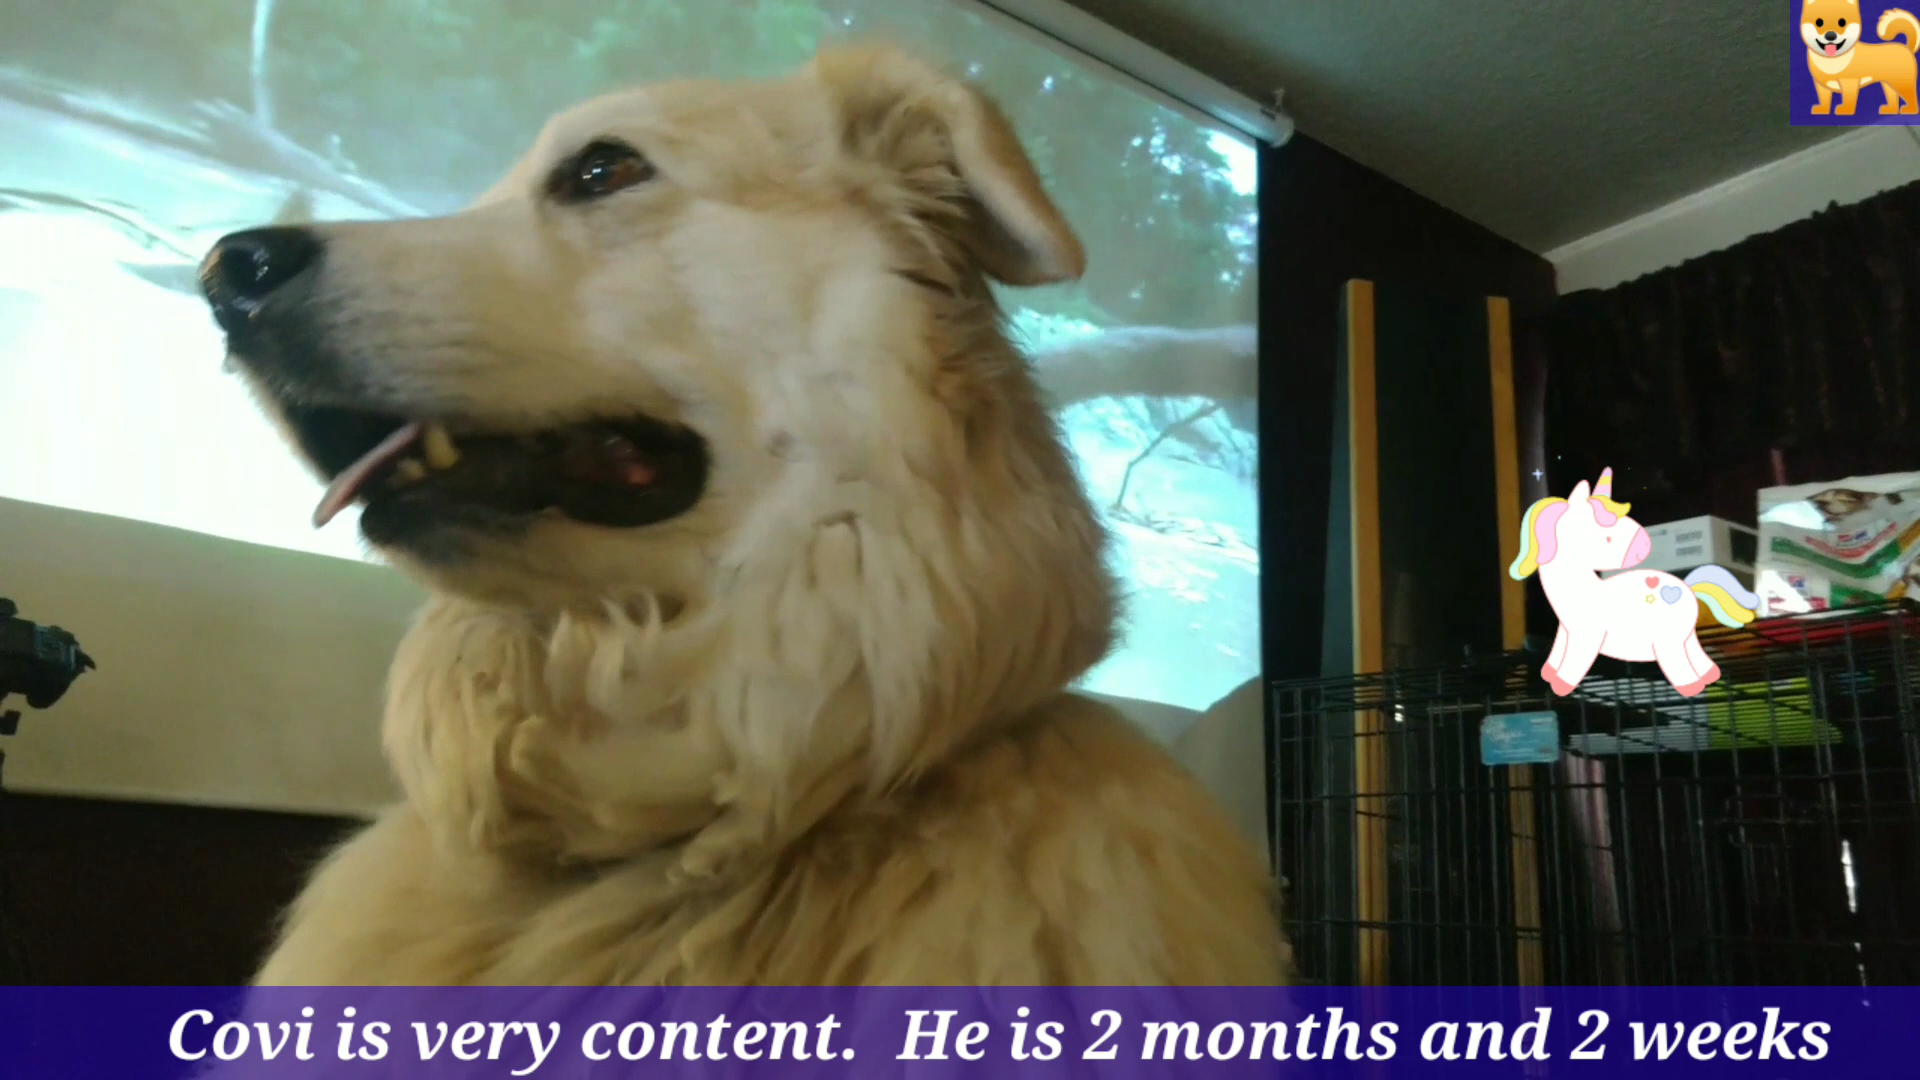 Covi is very content. He is 2 months and 2 weeks